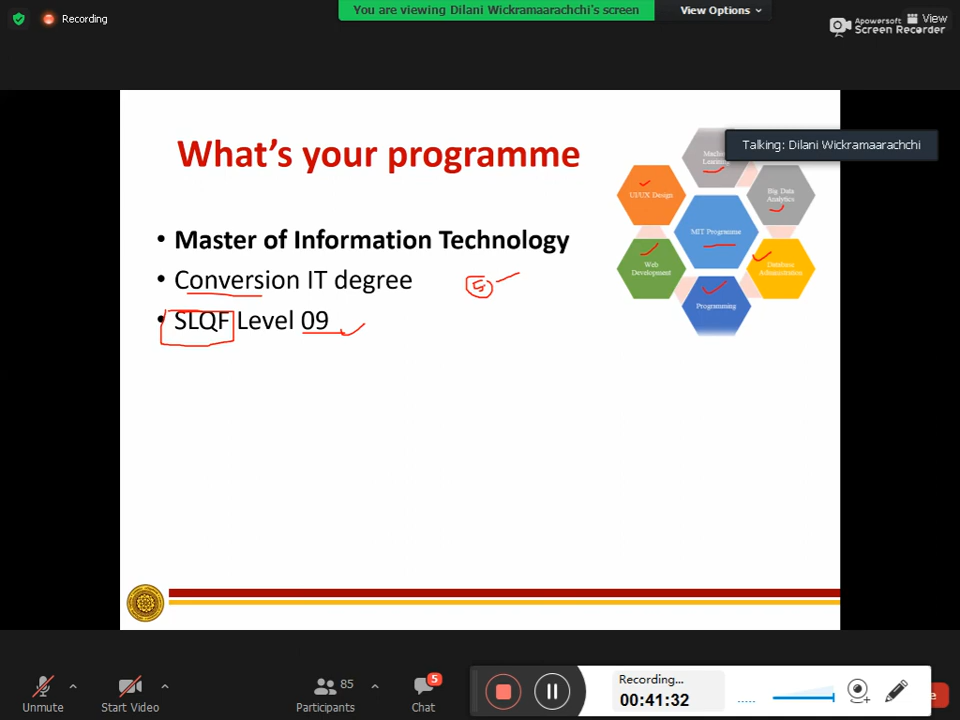 Recording
You are viewing Dilani Wickramaarachchi's screen
View Options
Apowersoft
Screen Recorder
View
Talking: Dilani Wickramaarachchi
What's your programme
• Master of Information Technology
• Conversion IT degree
• SLQF Level 09
Machine
Learning
UI/UX Design
Big Data
Analytics
MIT Programme
Web
Development
Database
Administration
Programming
Unmute
Start Video
85
Participants
5
Chat
Recording...
00:41:32
e